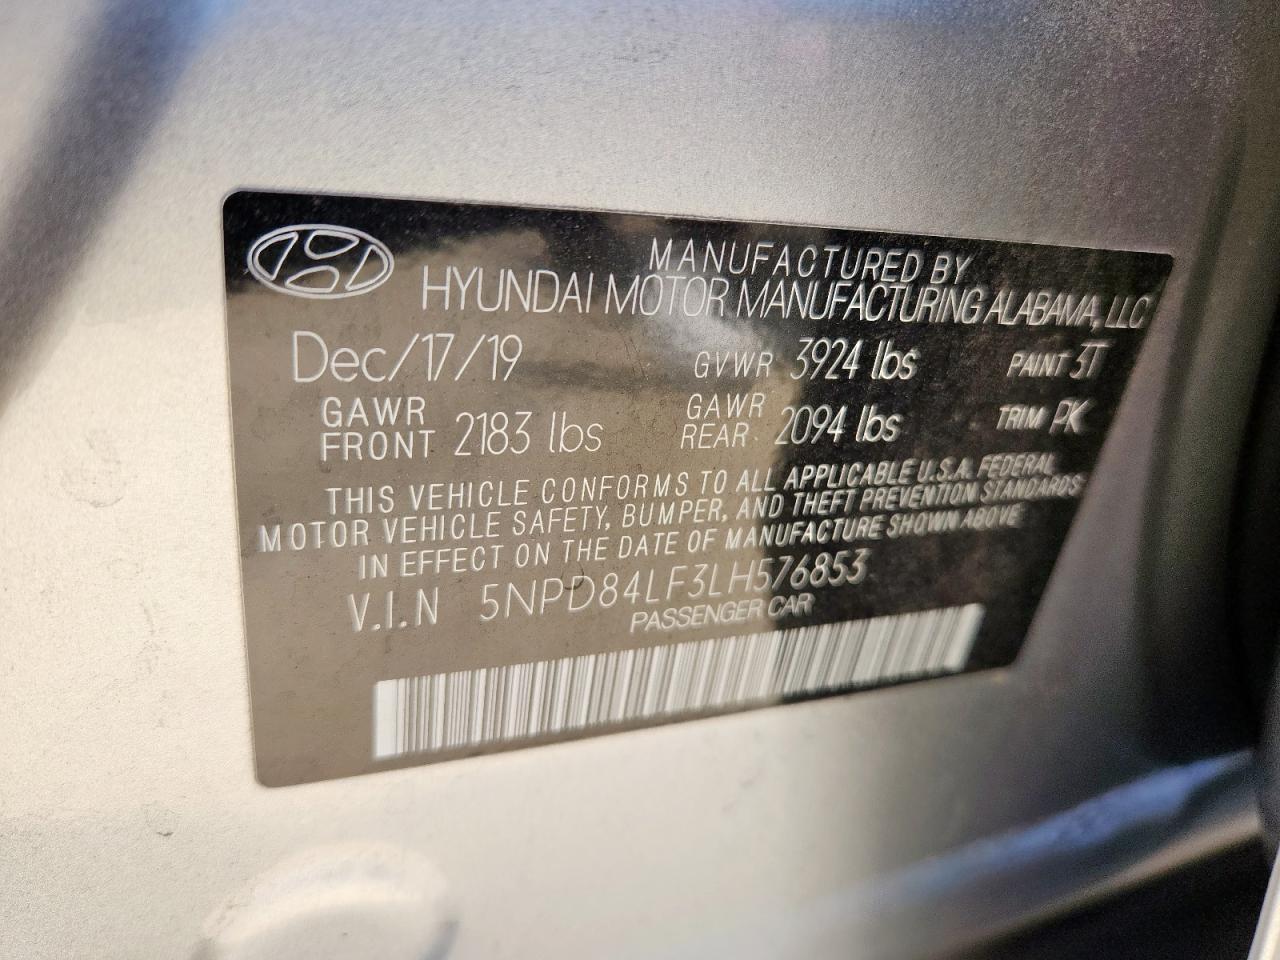 MANUFACTURED BY
HYUNDAI MOTOR MANUFACTURING ALABAMA, LLC
Dec/17/19 GVWR 3924 lbs PAINT 3T
GAWR FRONT 2183 lbs GAWR REAR 2094 lbs TRIM PK
THIS VEHICLE CONFORMS TO ALL APPLICABLE U.S.A. FEDERAL
MOTOR VEHICLE SAFETY, BUMPER, AND THEFT PREVENTION STANDARDS
IN EFFECT ON THE DATE OF MANUFACTURE SHOWN ABOVE
V.I.N 5NPD84LF3LH576853
PASSENGER CAR